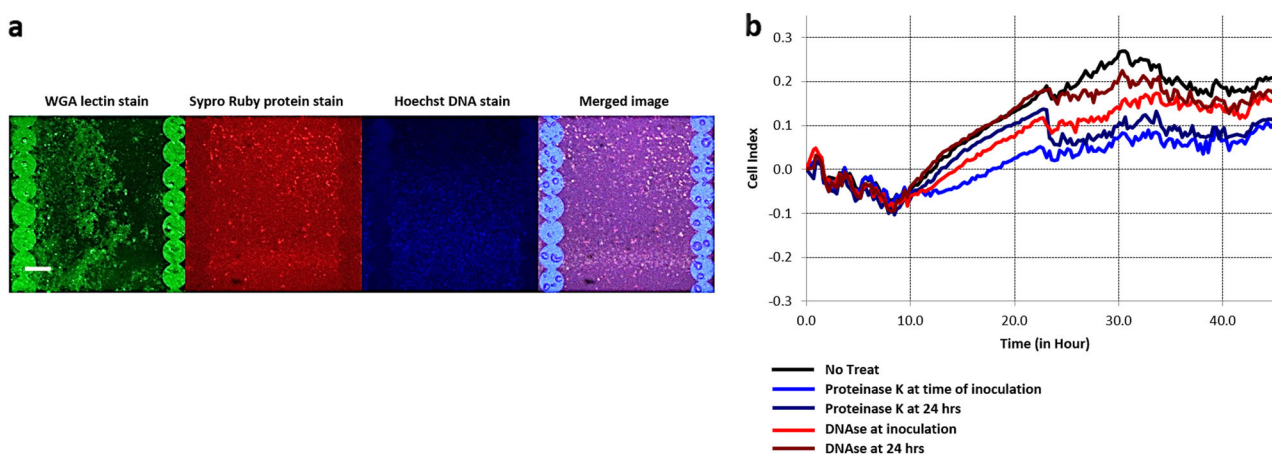 a
WGA lectin stain
Sypro Ruby protein stain
Hoechst DNA stain
Merged image
b
0.3
0.2
0.1
0.0
-0.1
-0.2
-0.3
Cell Index
0.0
10.0
20.0
30.0
40.0
Time (in Hour)
No Treat
Proteinase K at time of inoculation
Proteinase K at 24 hrs
DNAse at inoculation
DNAse at 24 hrs